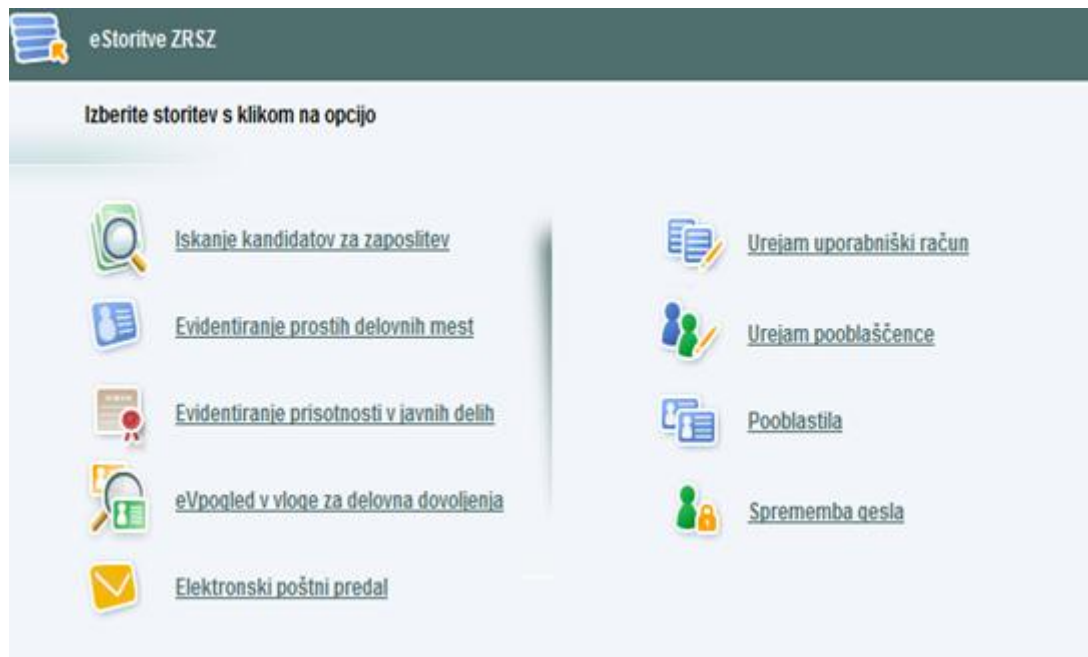 eStoritve ZRSZ
Izberite storitev s klikom na opcijo
Iskanje kandidatov za zaposlitev
Evidentiranje prostih delovnih mest
Evidentiranje prisotnosti v javnih delih
eVpogled v vloge za delovna dovoljenja
Elektronski poštni predal
Urejam uporabniški račun
Urejam pooblaščence
Pooblastila
Sprememba gesla